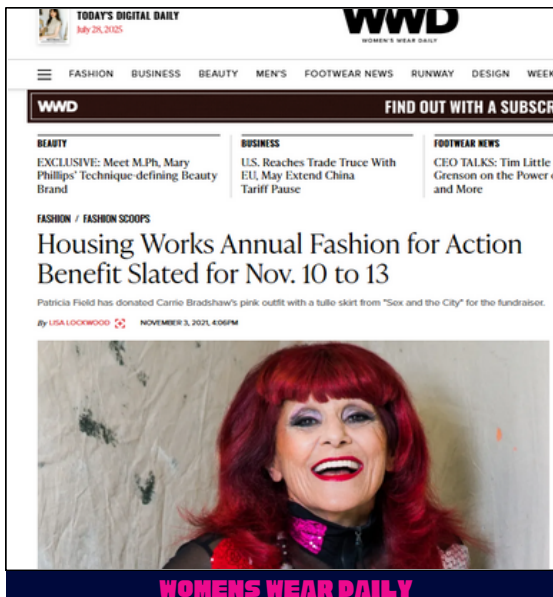 TODAY'S DIGITAL DAILY
July 28, 2025
WWD
WOMEN'S WEAR DAILY
FASHION BUSINESS BEAUTY MEN'S FOOTWEAR NEWS RUNWAY DESIGN WEEK
WWD FIND OUT WITH A SUBSCR
BEAUTY
EXCLUSIVE: Meet M.Ph, Mary
Phillips' Technique-defining Beauty
Brand
BUSINESS
U.S. Reaches Trade Truce With
EU, May Extend China
Tariff Pause
FOOTWEAR NEWS
CEO TALKS: Tim Little
Grenson on the Power
and More
FASHION / FASHION SCOOPS
Housing Works Annual Fashion for Action
Benefit Slated for Nov. 10 to 13
Patricia Field has donated Carrie Bradshaw's pink outfit with a tulle skirt from "Sex and the City" for the fundraiser.
By LISA LOCKWOOD NOVEMBER 3, 2021, 4:06PM
WOMENS WEAR DAILY